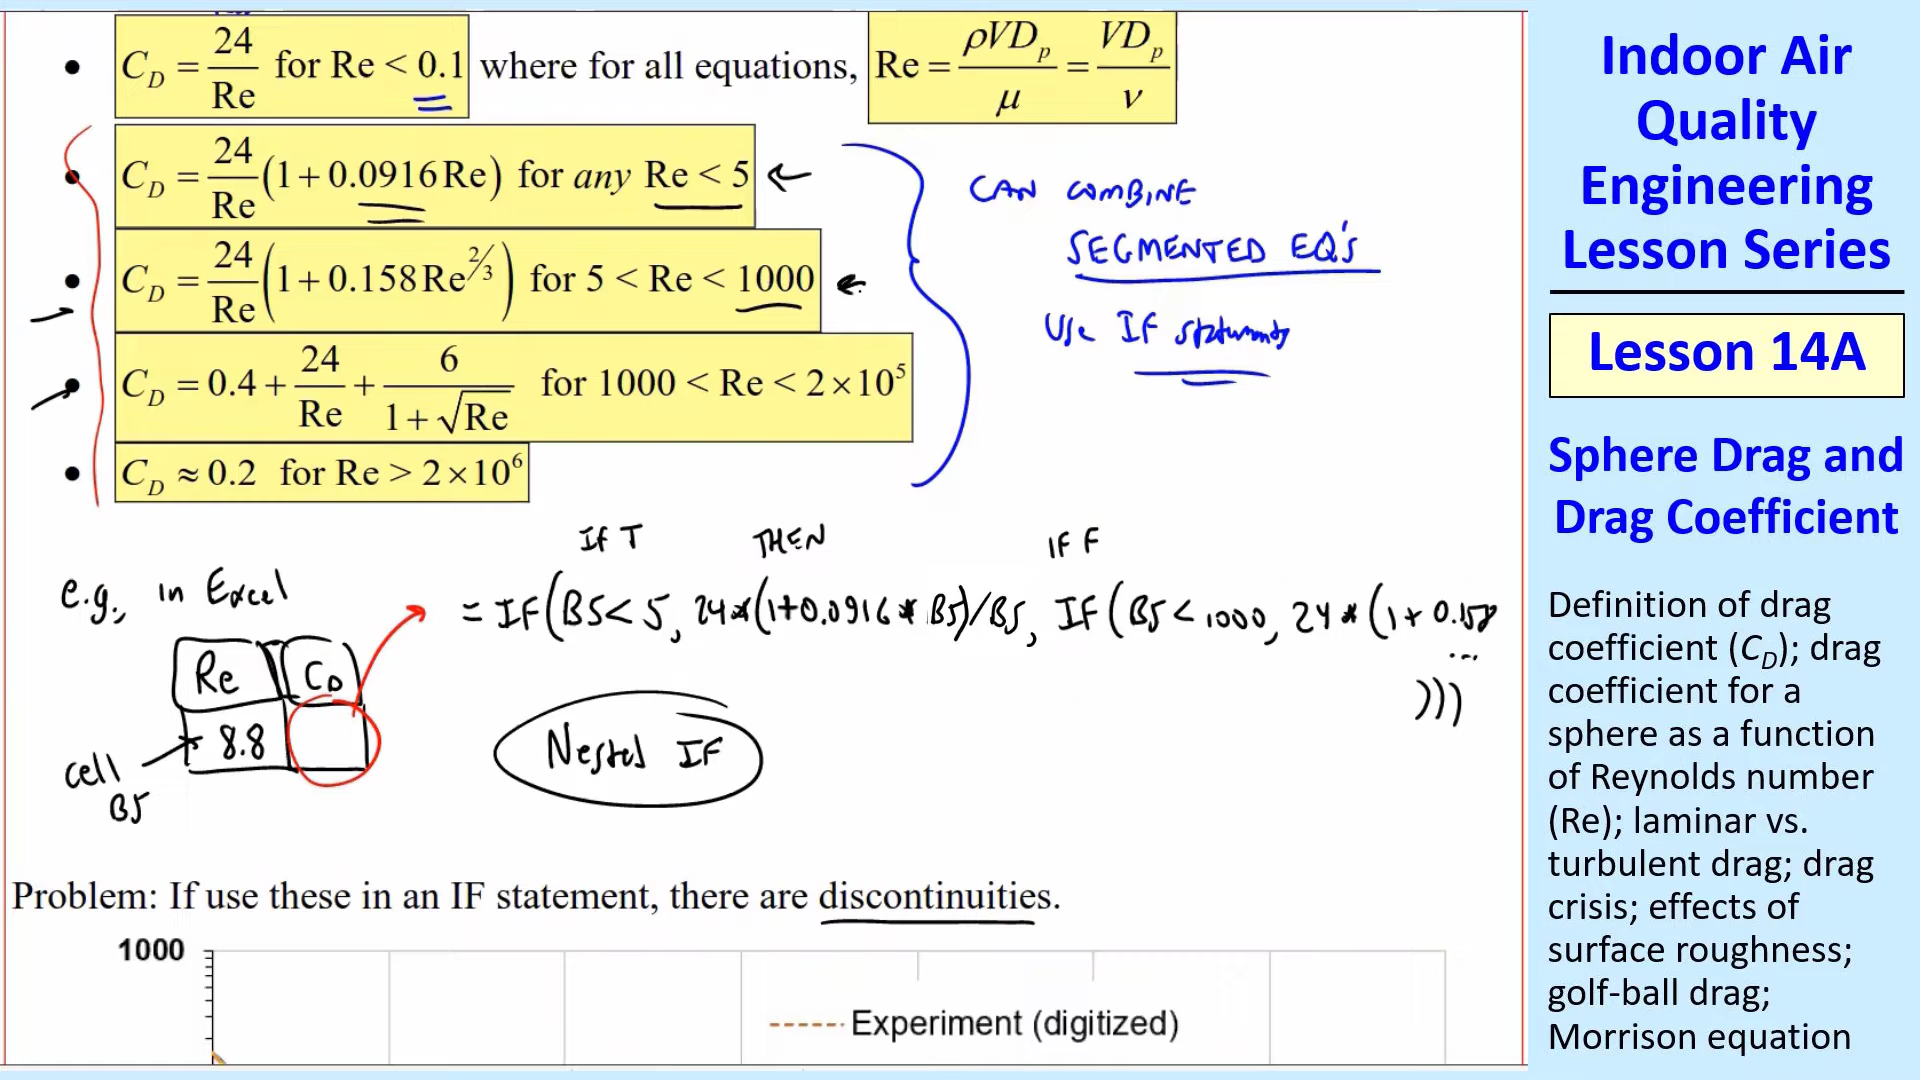 • C_D = 24/Re for Re < 0.1 where for all equations, Re = ρVD_p/μ = VD_p/ν
• C_D = 24/Re (1 + 0.0916 Re) for any Re < 5 ←
• C_D = 24/Re (1 + 0.158 Re^2/3) for 5 < Re < 1000 ←
• C_D = 0.4 + 24/Re + 6/(1 + √Re) for 1000 < Re < 2×10^5
• C_D ≈ 0.2 for Re > 2×10^6
CAN COMBINE
SEGMENTED EQ'S
USE IF statements
IF T THEN IF F
e.g., in Excel
= IF(B5<5, 24*(1+0.0916*B5)/B5, IF(B5<1000, 24*(1+0.158
...
)))
Re C_D
8.8
cell
B5
Nested IF
Problem: If use these in an IF statement, there are discontinuities.
1000
Experiment (digitized)
Indoor Air
Quality
Engineering
Lesson Series
Lesson 14A
Sphere Drag and
Drag Coefficient
Definition of drag
coefficient (C_D); drag
coefficient for a
sphere as a function
of Reynolds number
(Re); laminar vs.
turbulent drag; drag
crisis; effects of
surface roughness;
golf-ball drag;
Morrison equation